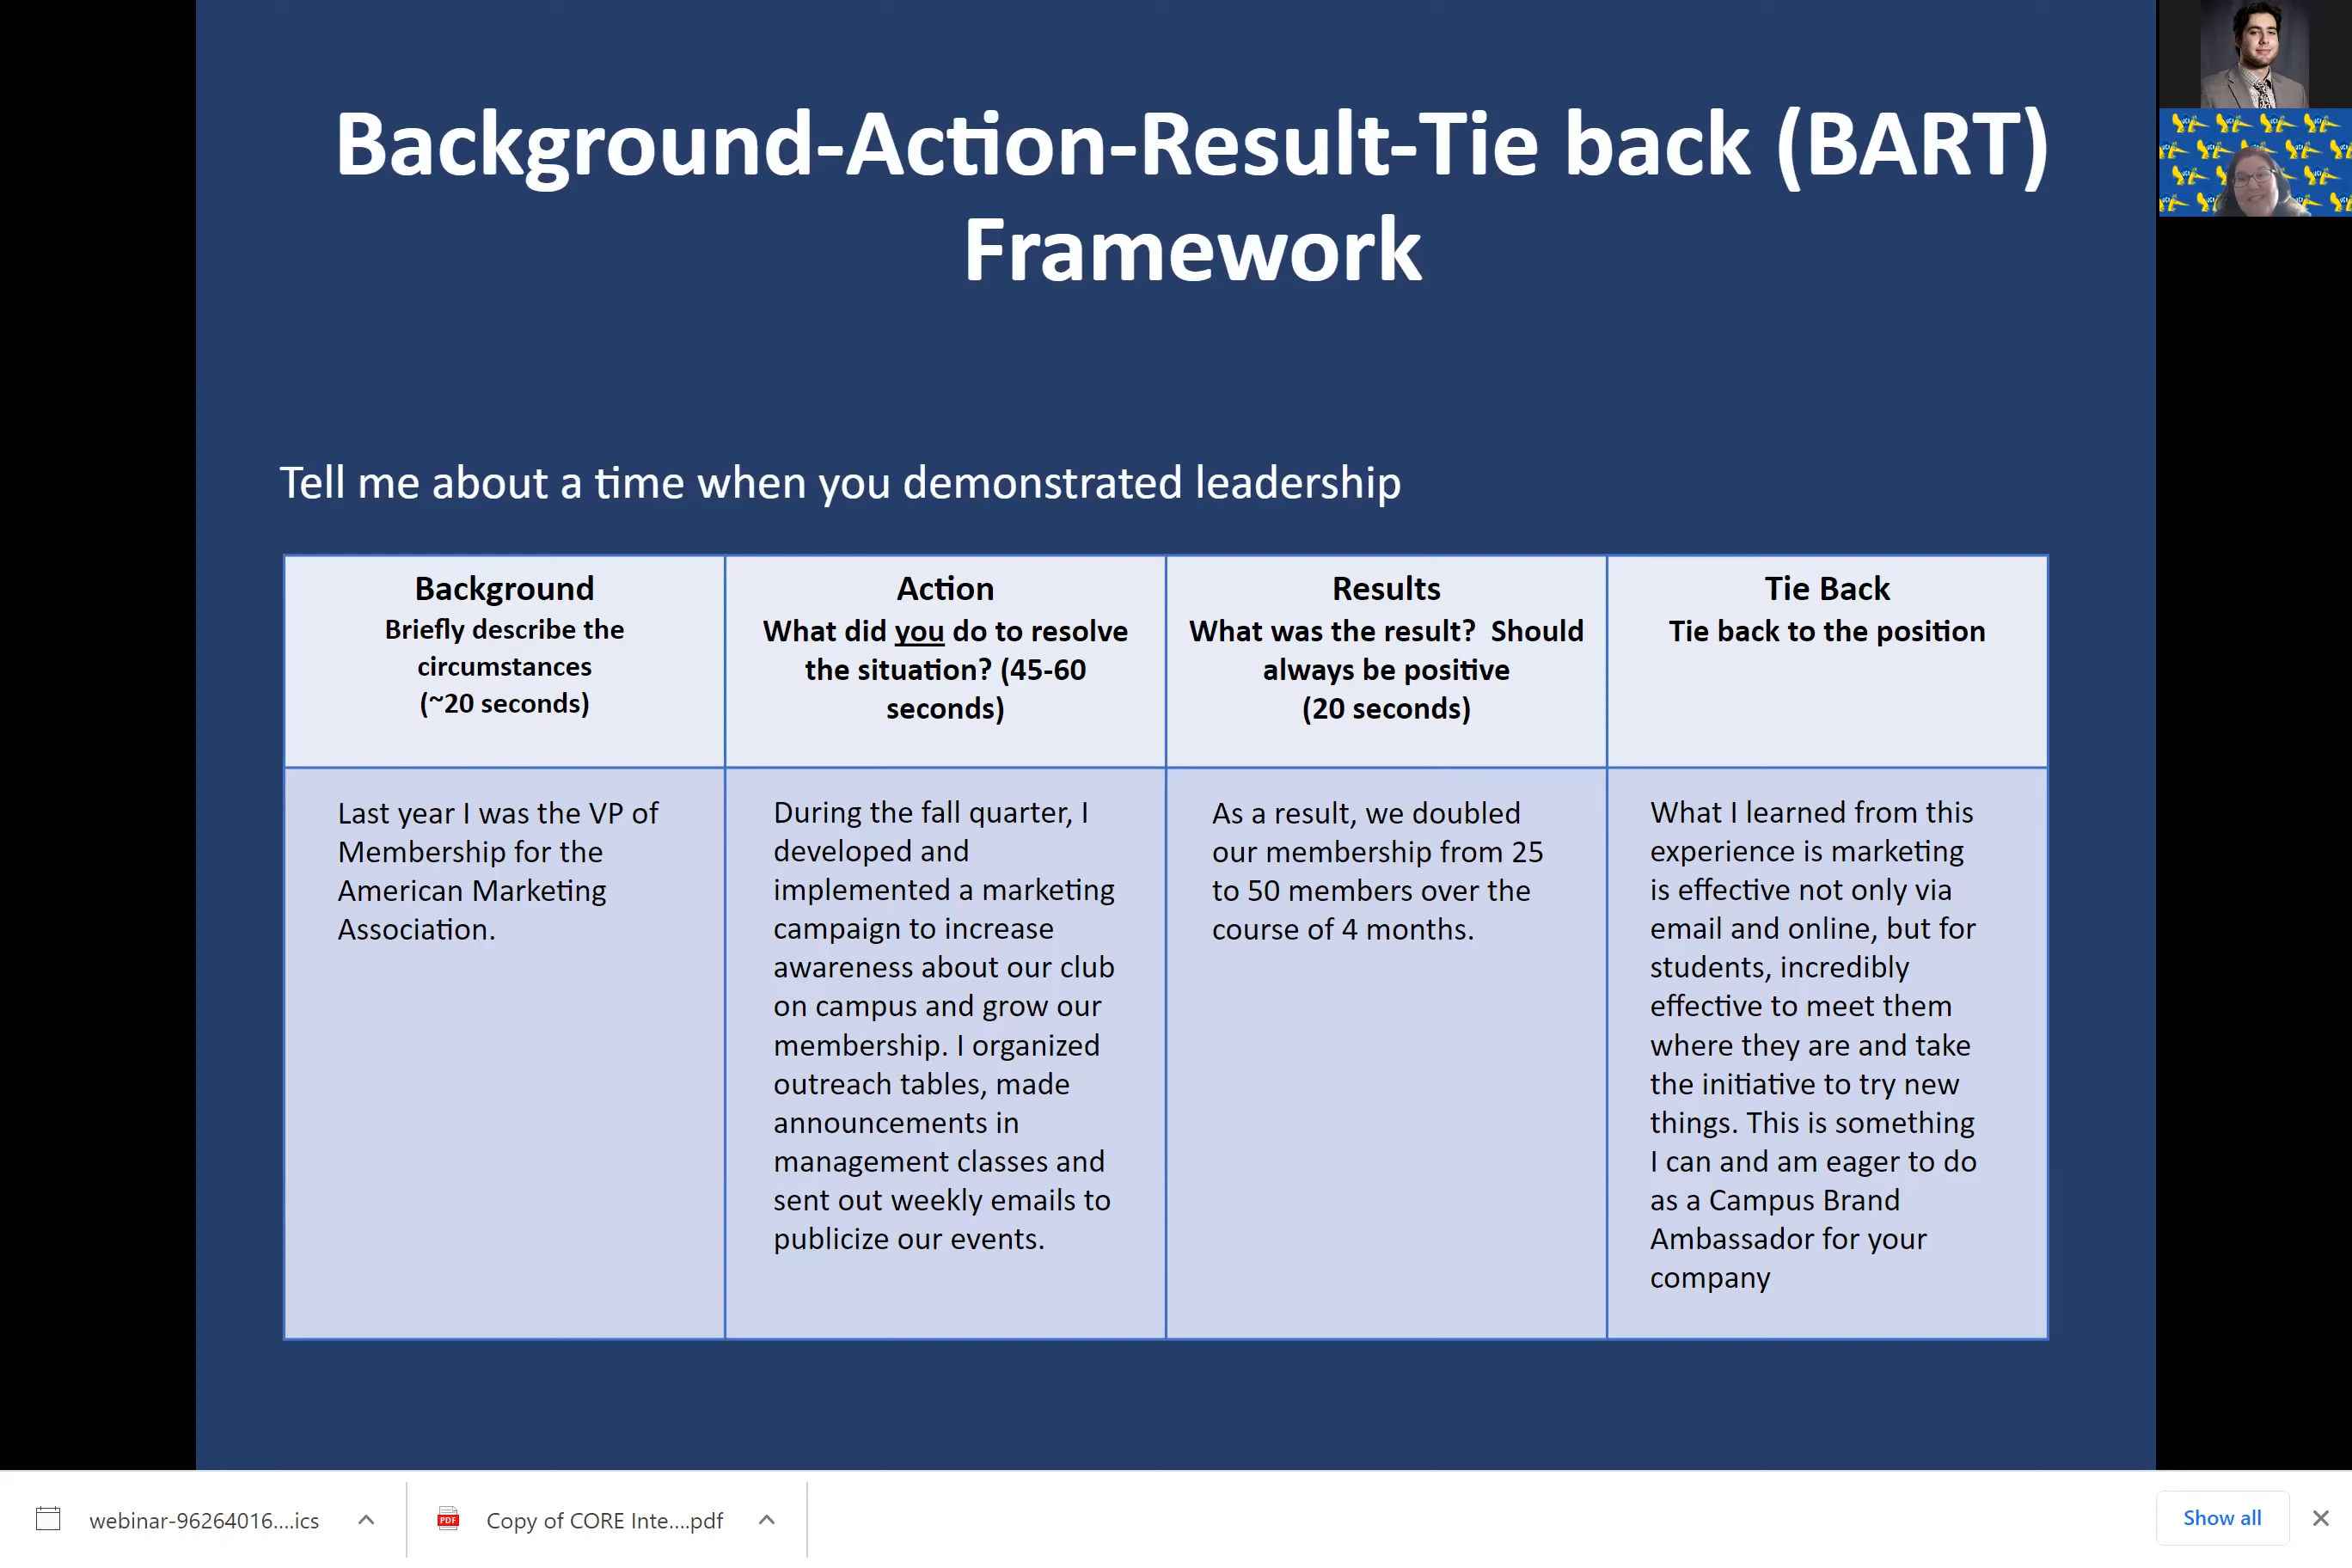 Background-Action-Result-Tie back (BART)
Framework
Tell me about a time when you demonstrated leadership
Background
Briefly describe the
circumstances
(~20 seconds)
Action
What did you do to resolve
the situation? (45-60
seconds)
Results
What was the result?  Should
always be positive
(20 seconds)
Tie Back
Tie back to the position
Last year I was the VP of
Membership for the
American Marketing
Association.
During the fall quarter, I
developed and
implemented a marketing
campaign to increase
awareness about our club
on campus and grow our
membership. I organized
outreach tables, made
announcements in
management classes and
sent out weekly emails to
publicize our events.
As a result, we doubled
our membership from 25
to 50 members over the
course of 4 months.
What I learned from this
experience is marketing
is effective not only via
email and online, but for
students, incredibly
effective to meet them
where they are and take
the initiative to try new
things. This is something
I can and am eager to do
as a Campus Brand
Ambassador for your
company
webinar-96264016....ics
PDF
Copy of CORE Inte....pdf
Show all